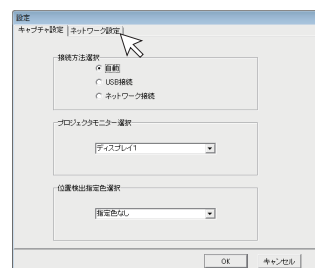 設定
キャプチャ設定 ネットワーク設定
接続方法選択
自動
USB接続
ネットワーク接続
プロジェクタモニター選択
ディスプレイ1
位置検出指定色選択
指定色なし
OK キャンセル